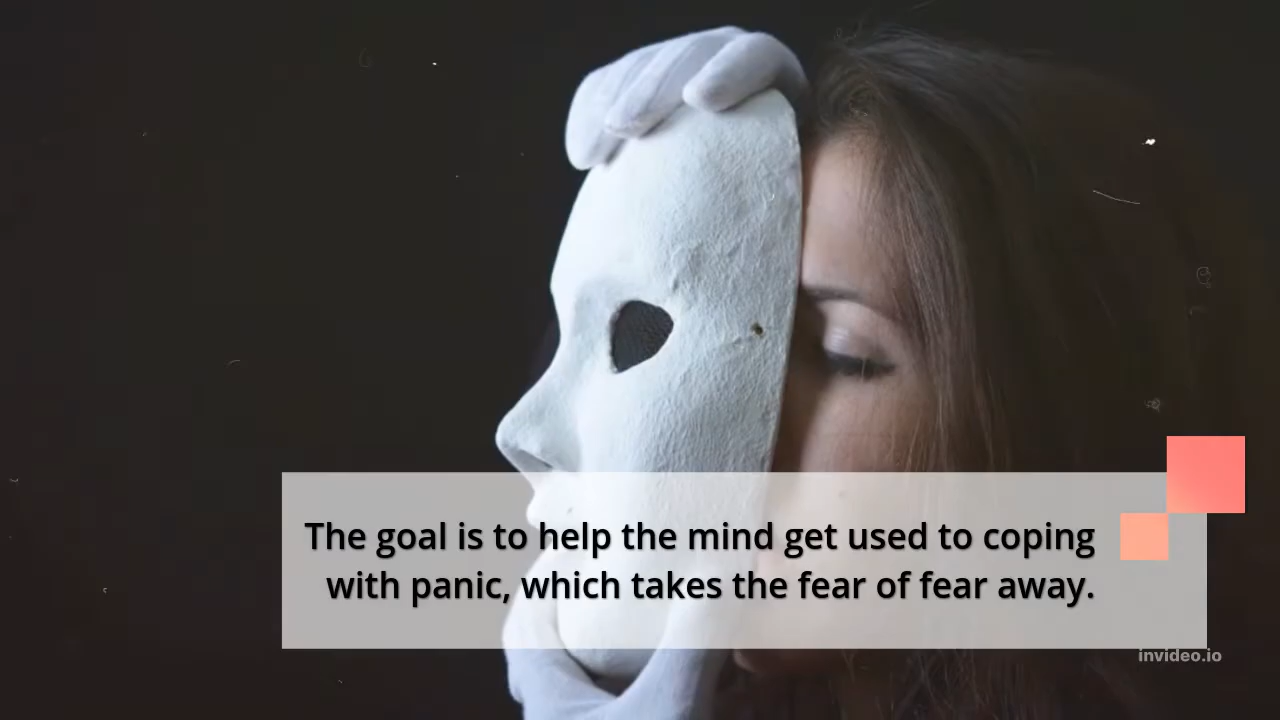 The goal is to help the mind get used to coping
with panic, which takes the fear of fear away.
invideo.io